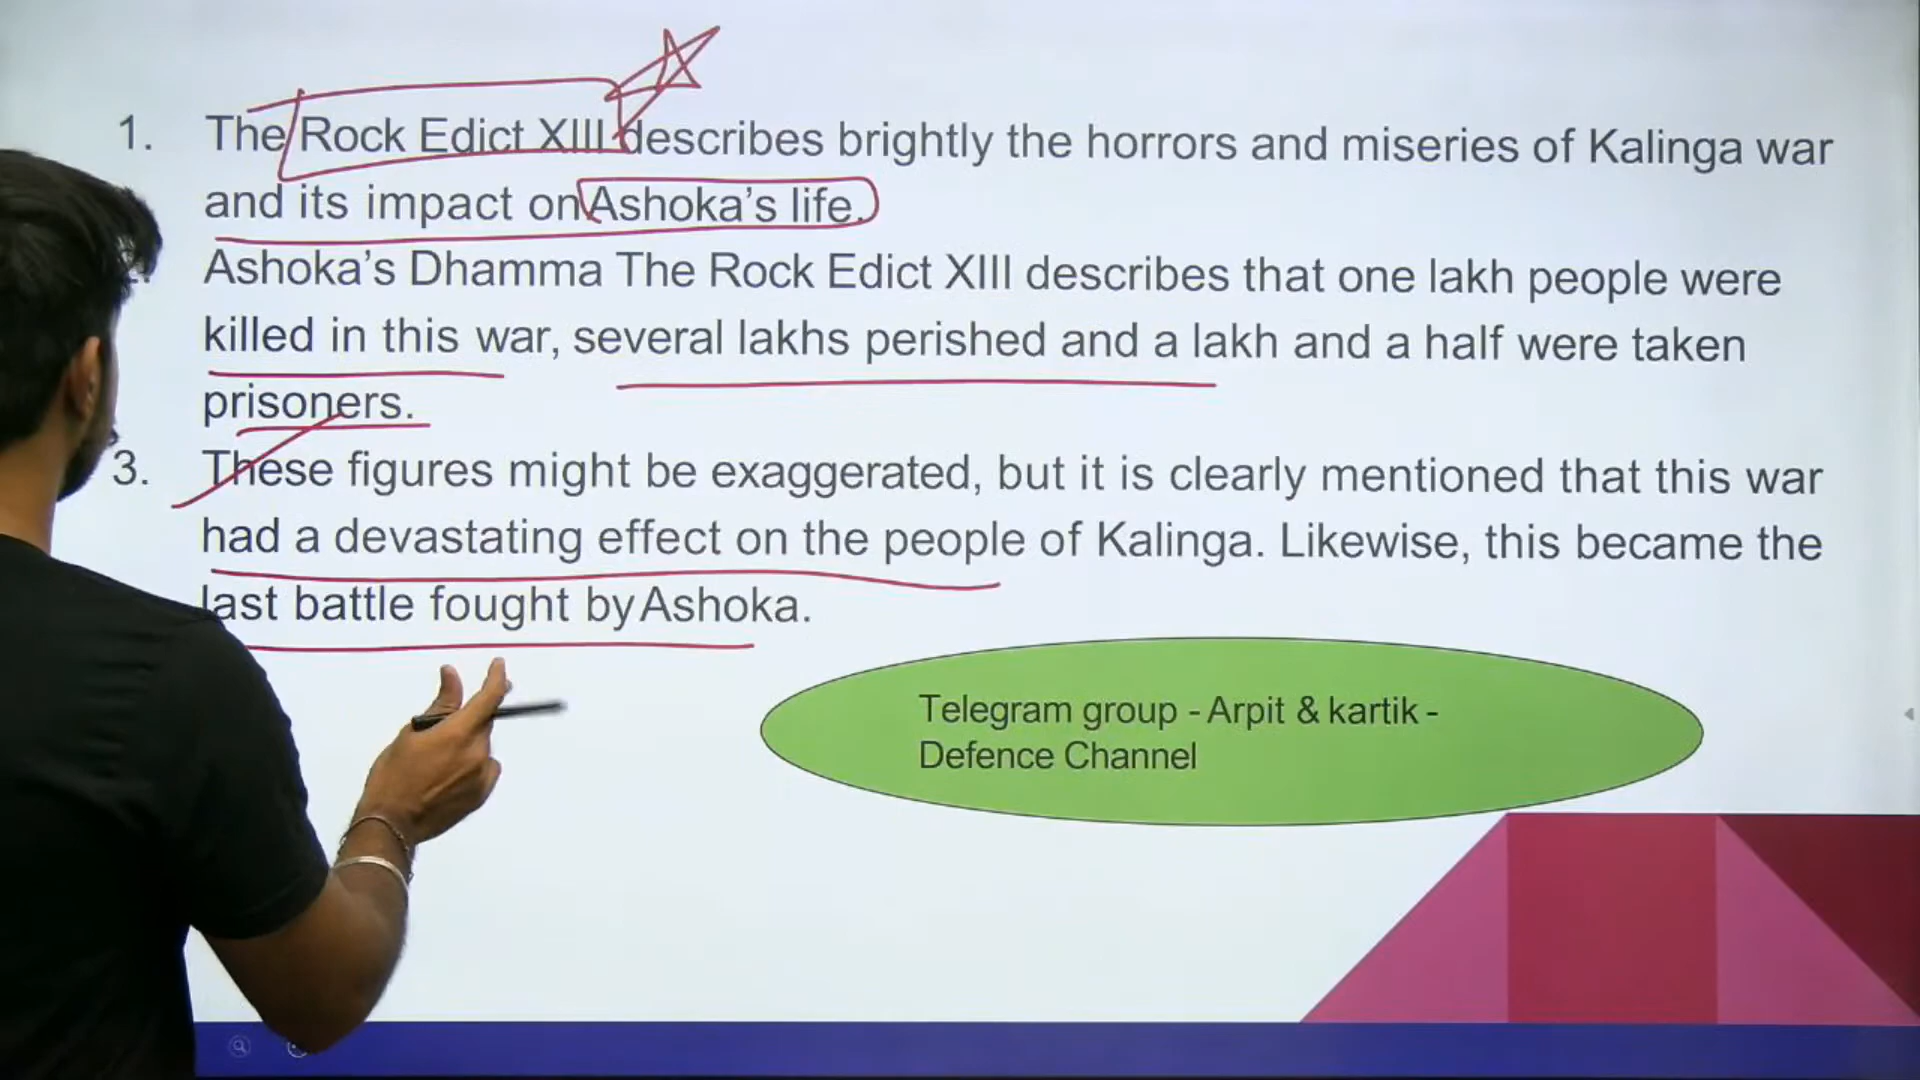 1. The Rock Edict XIII describes brightly the horrors and miseries of Kalinga war
and its impact on Ashoka's life.
Ashoka's Dhamma The Rock Edict XIII describes that one lakh people were
killed in this war, several lakhs perished and a lakh and a half were taken
prisoners.
3. These figures might be exaggerated, but it is clearly mentioned that this war
had a devastating effect on the people of Kalinga. Likewise, this became the
last battle fought by Ashoka.
Telegram group - Arpit & kartik -
Defence Channel